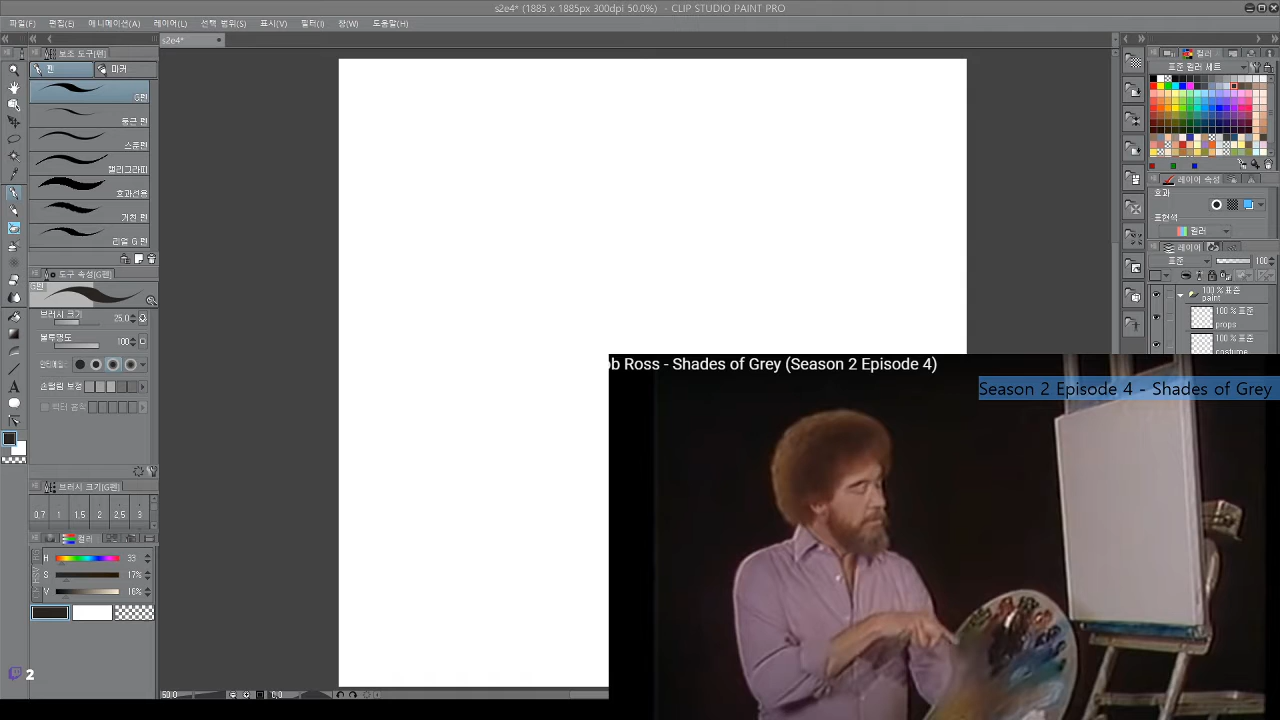 s2e4* (1885 x 1885px 300dpi 50.0%) - CLIP STUDIO PAINT PRO
파일(F) 편집(E) 애니메이션(A) 레이어(L) 선택 범위(S) 표시(V) 필터(I) 창(W) 도움말(H)
s2e4*
보조 도구[펜]
펜 마커
G펜
둥근 펜
스푼펜
캘리그라피
효과선용
거친 펜
리얼 G 펜
도구 속성[G펜]
G펜
브러시 크기 25.0
불투명도 100
손떨림 보정
벡터 흡착
브러시 크기[G펜]
0.7 1 1.5 2 2.5 3
컬러
H 33
S 17%
V 16%
2
50.0 0.0
컬러
표준 컬러 세트
레이어 속성
효과
표현색
컬러
레이어
표준 100
100 % 표준
paint
100 % 표준
props
100 % 표준
costume
ob Ross - Shades of Grey (Season 2 Episode 4)
Season 2 Episode 4 - Shades of Grey